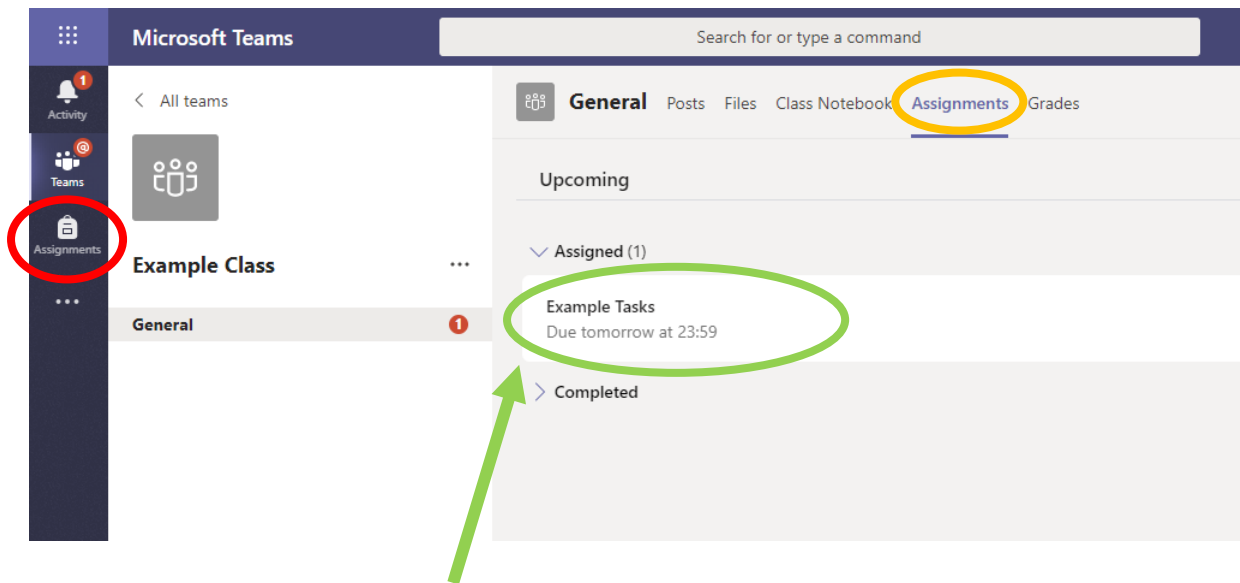 Microsoft Teams
Search for or type a command
1
Activity
@
Teams
Assignments
All teams
Example Class
General
1
General Posts Files Class Notebook Assignments Grades
Upcoming
Assigned (1)
Example Tasks
Due tomorrow at 23:59
Completed